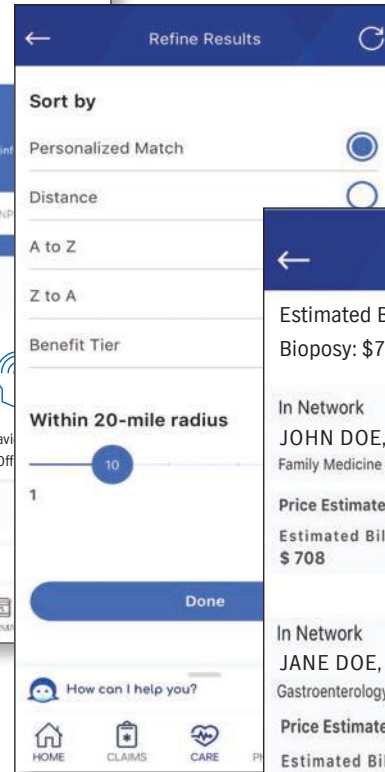 Refine Results
Sort by
Personalized Match
Distance
A to Z
Z to A
Benefit Tier
Within 20-mile radius
10
1
Done
How can I help you?
HOME
CLAIMS
CARE
Estimated
Bioposy: $7
In Network
JOHN DOE,
Family Medicine
Price Estimate
Estimated Bil
$ 708
In Network
JANE DOE,
Gastroenterology
Price Estimate
Estimated Bil